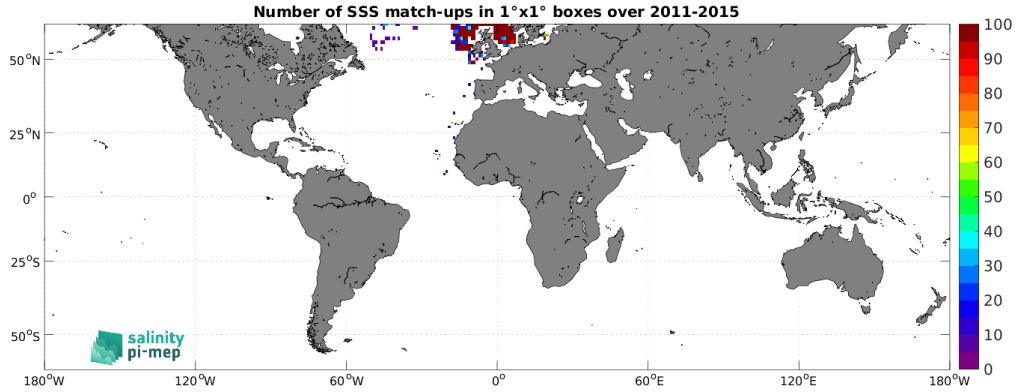 Number of SSS match-ups in 1°x1° boxes over 2011-2015
50°N
25°N
0°
25°S
50°S
180°W
120°W
60°W
0°
60°E
120°E
180°W
100
90
80
70
60
50
40
30
20
10
0
salinity
pi-mep